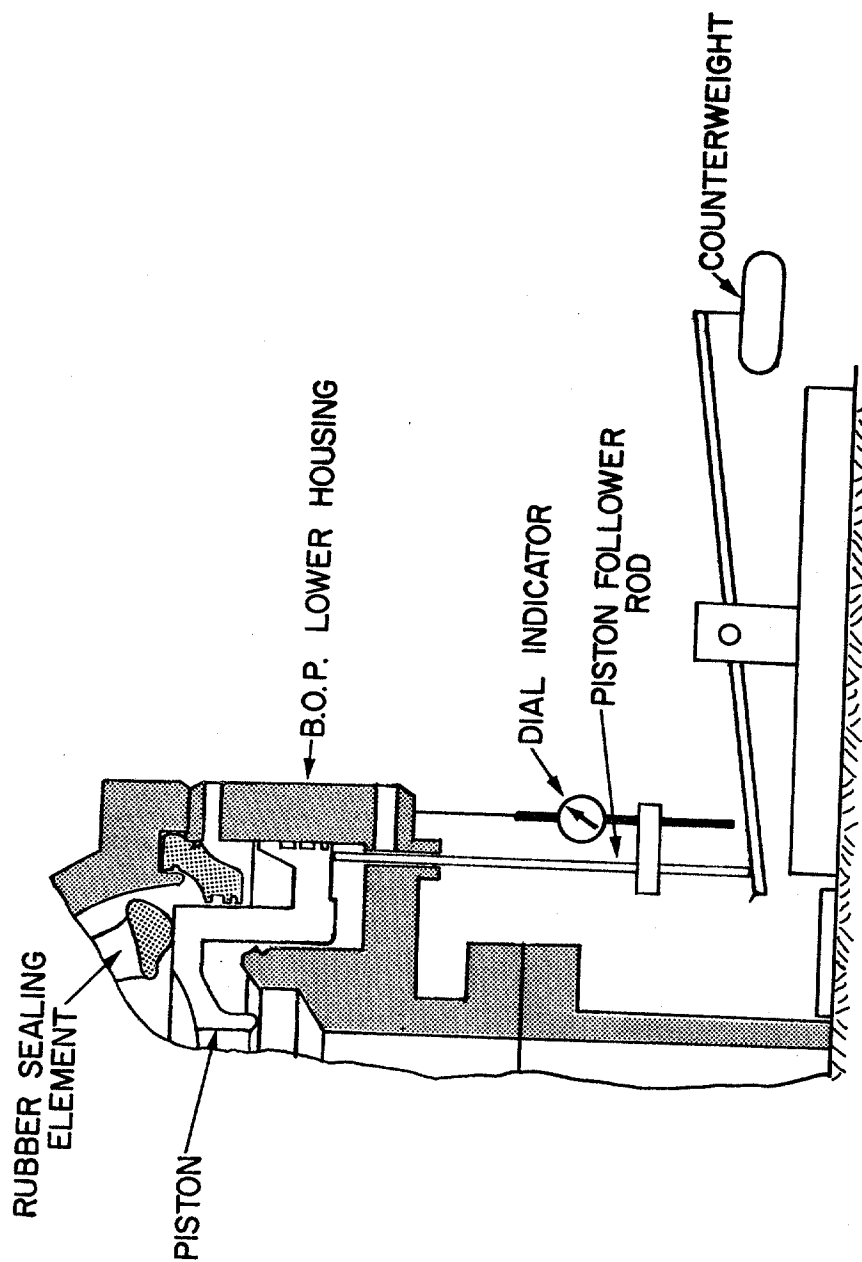 RUBBER SEALING
ELEMENT
PISTON
B.O.P. LOWER HOUSING
DIAL INDICATOR
PISTON FOLLOWER
ROD
COUNTERWEIGHT